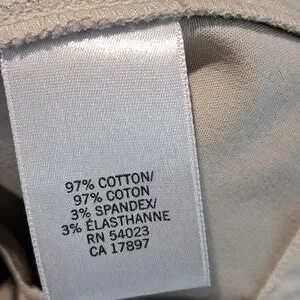 97% COTTON/
97% COTON
3% SPANDEX/
3% ÉLASTHANNE
RN 54023
CA 17897